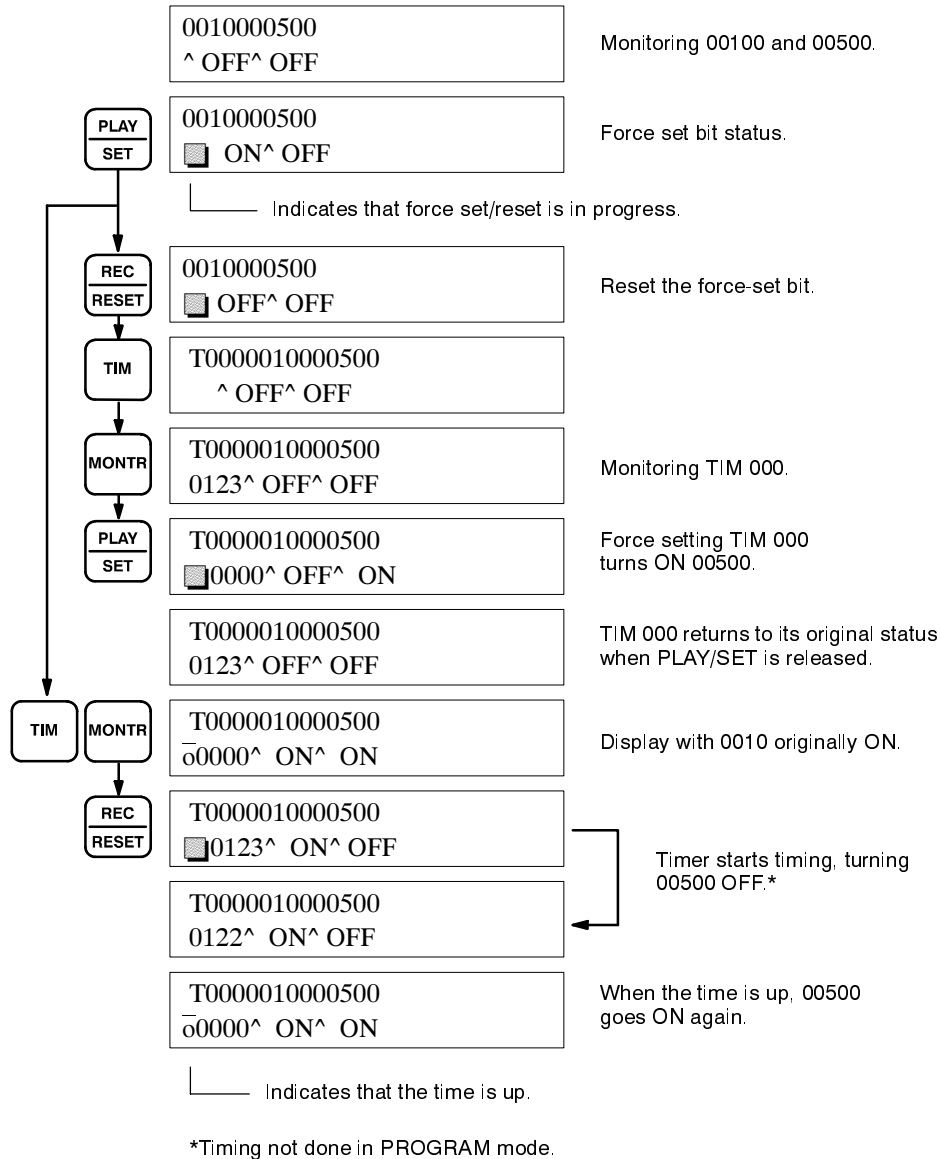 0010000500
^ OFF^ OFF
Monitoring 00100 and 00500.
PLAY
SET
0010000500
ON^ OFF
Force set bit status.
Indicates that force set/reset is in progress.
REC
RESET
0010000500
OFF^ OFF
Reset the force-set bit.
TIM
T0000010000500
^ OFF^ OFF
MONTR
T0000010000500
0123^ OFF^ OFF
Monitoring TIM 000.
PLAY
SET
T0000010000500
0000^ OFF^ ON
Force setting TIM 000
turns ON 00500.
T0000010000500
0123^ OFF^ OFF
TIM 000 returns to its original status
when PLAY/SET is released.
TIM
MONTR
T0000010000500
o̅0000^ ON^ ON
Display with 0010 originally ON.
REC
RESET
T0000010000500
0123^ ON^ OFF
T0000010000500
0122^ ON^ OFF
Timer starts timing, turning
00500 OFF.*
T0000010000500
o̅0000^ ON^ ON
When the time is up, 00500
goes ON again.
Indicates that the time is up.
*Timing not done in PROGRAM mode.